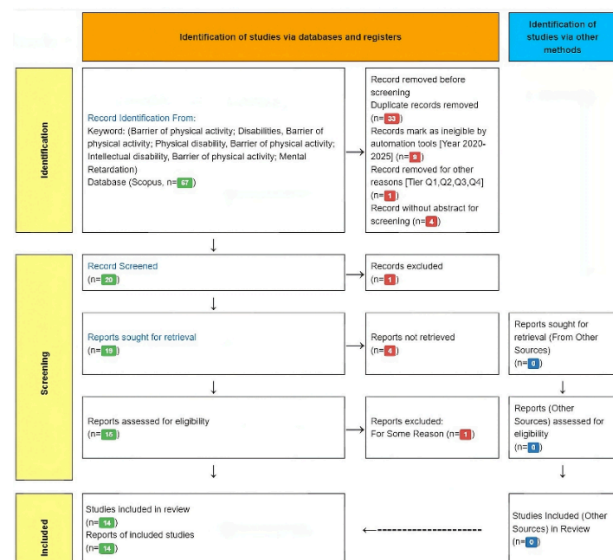 Identification of studies via databases and registers
Identification
of studies via other
methods
Identification
Record Identification From:
Keyword: (Barrier of physical activity; Disabilities, Barrier of
physical activity; Physical disability, Barrier of physical activity;
Intellectual disability, Barrier of physical activity; Mental
Retardation)
Database (Scopus, n=67)
Record removed before
screening
Duplicate records removed
(n=33)
Records mark as ineigible by
automation tools [Year 2020-
2025] (n=9)
Record removed for other
reasons [Tier Q1,Q2,Q3,Q4]
(n=1)
Record without abstract for
screening (n=4)
↓
Screening
Record Screened
(n=20)
→
Records excluded
(n=1)
↓
Reports sought for retrieval
(n=19)
→
Reports not retrieved
(n=4)
Reports sought for
retrieval (From Other
Sources)
(n=0)
↓
↓
Reports assessed for eligibility
(n=15)
→
Reports excluded:
For Some Reason (n=1)
Reports (Other
Sources) assessed for
eligibility
(n=0)
↓
↓
Included
Studies included in review
(n=14)
Reports of included studies
(n=14)
Studies Included (Other
Sources) in Review
(n=0)